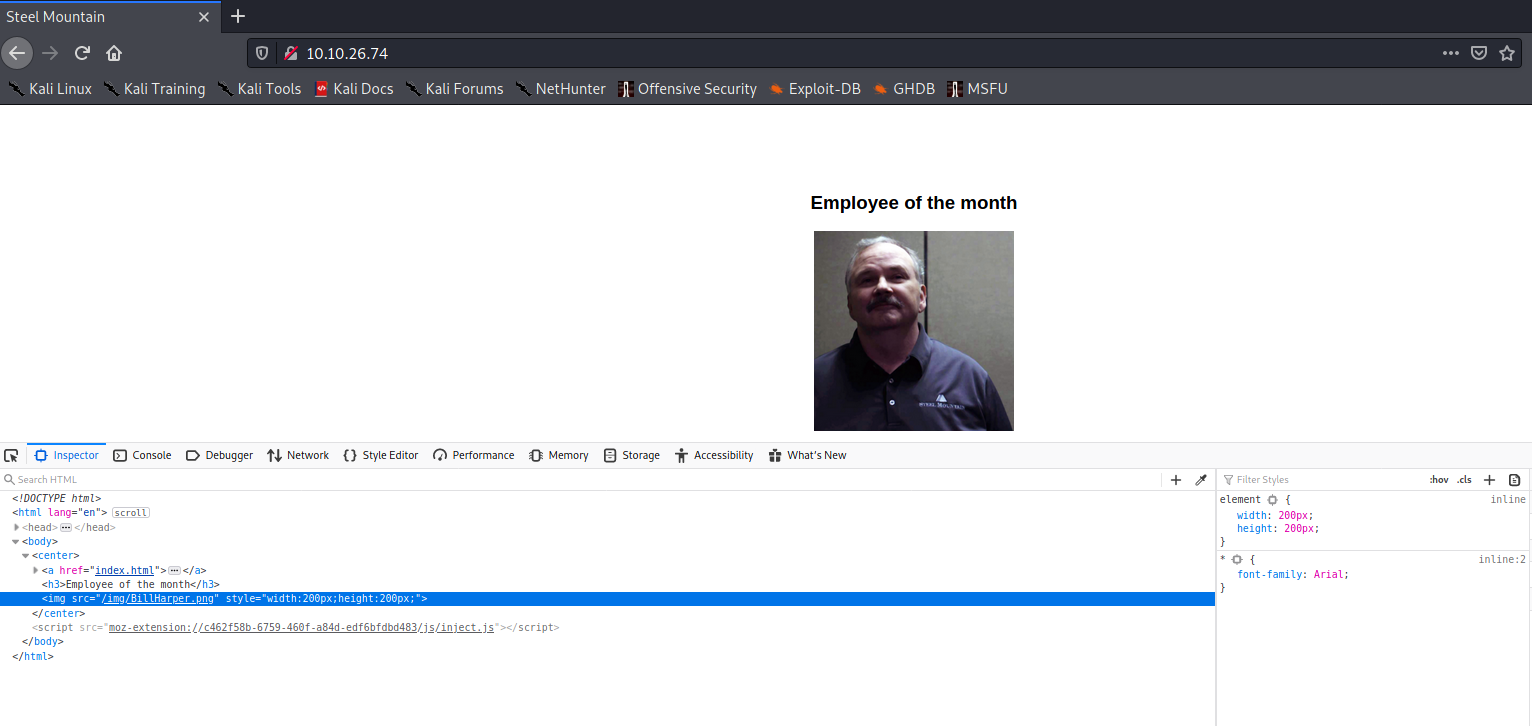 Steel Mountain
10.10.26.74
Kali Linux Kali Training Kali Tools Kali Docs Kali Forums NetHunter Offensive Security Exploit-DB GHDB MSFU
Employee of the month
STEEL MOUNTAIN
Inspector Console Debugger Network Style Editor Performance Memory Storage Accessibility What's New
Search HTML
Filter Styles :hov .cls
<!DOCTYPE html>
<html lang="en"> scroll
<head> ••• </head>
<body>
<center>
<a href="index.html"> ••• </a>
<h3>Employee of the month</h3>
<img src="/img/BillHarper.png" style="width:200px;height:200px;">
</center>
<script src="moz-extension://c462f58b-6759-460f-a84d-edf6bfdbd483/js/inject.js"></script>
</body>
</html>
element { inline
width: 200px;
height: 200px;
}
* { inline:2
font-family: Arial;
}